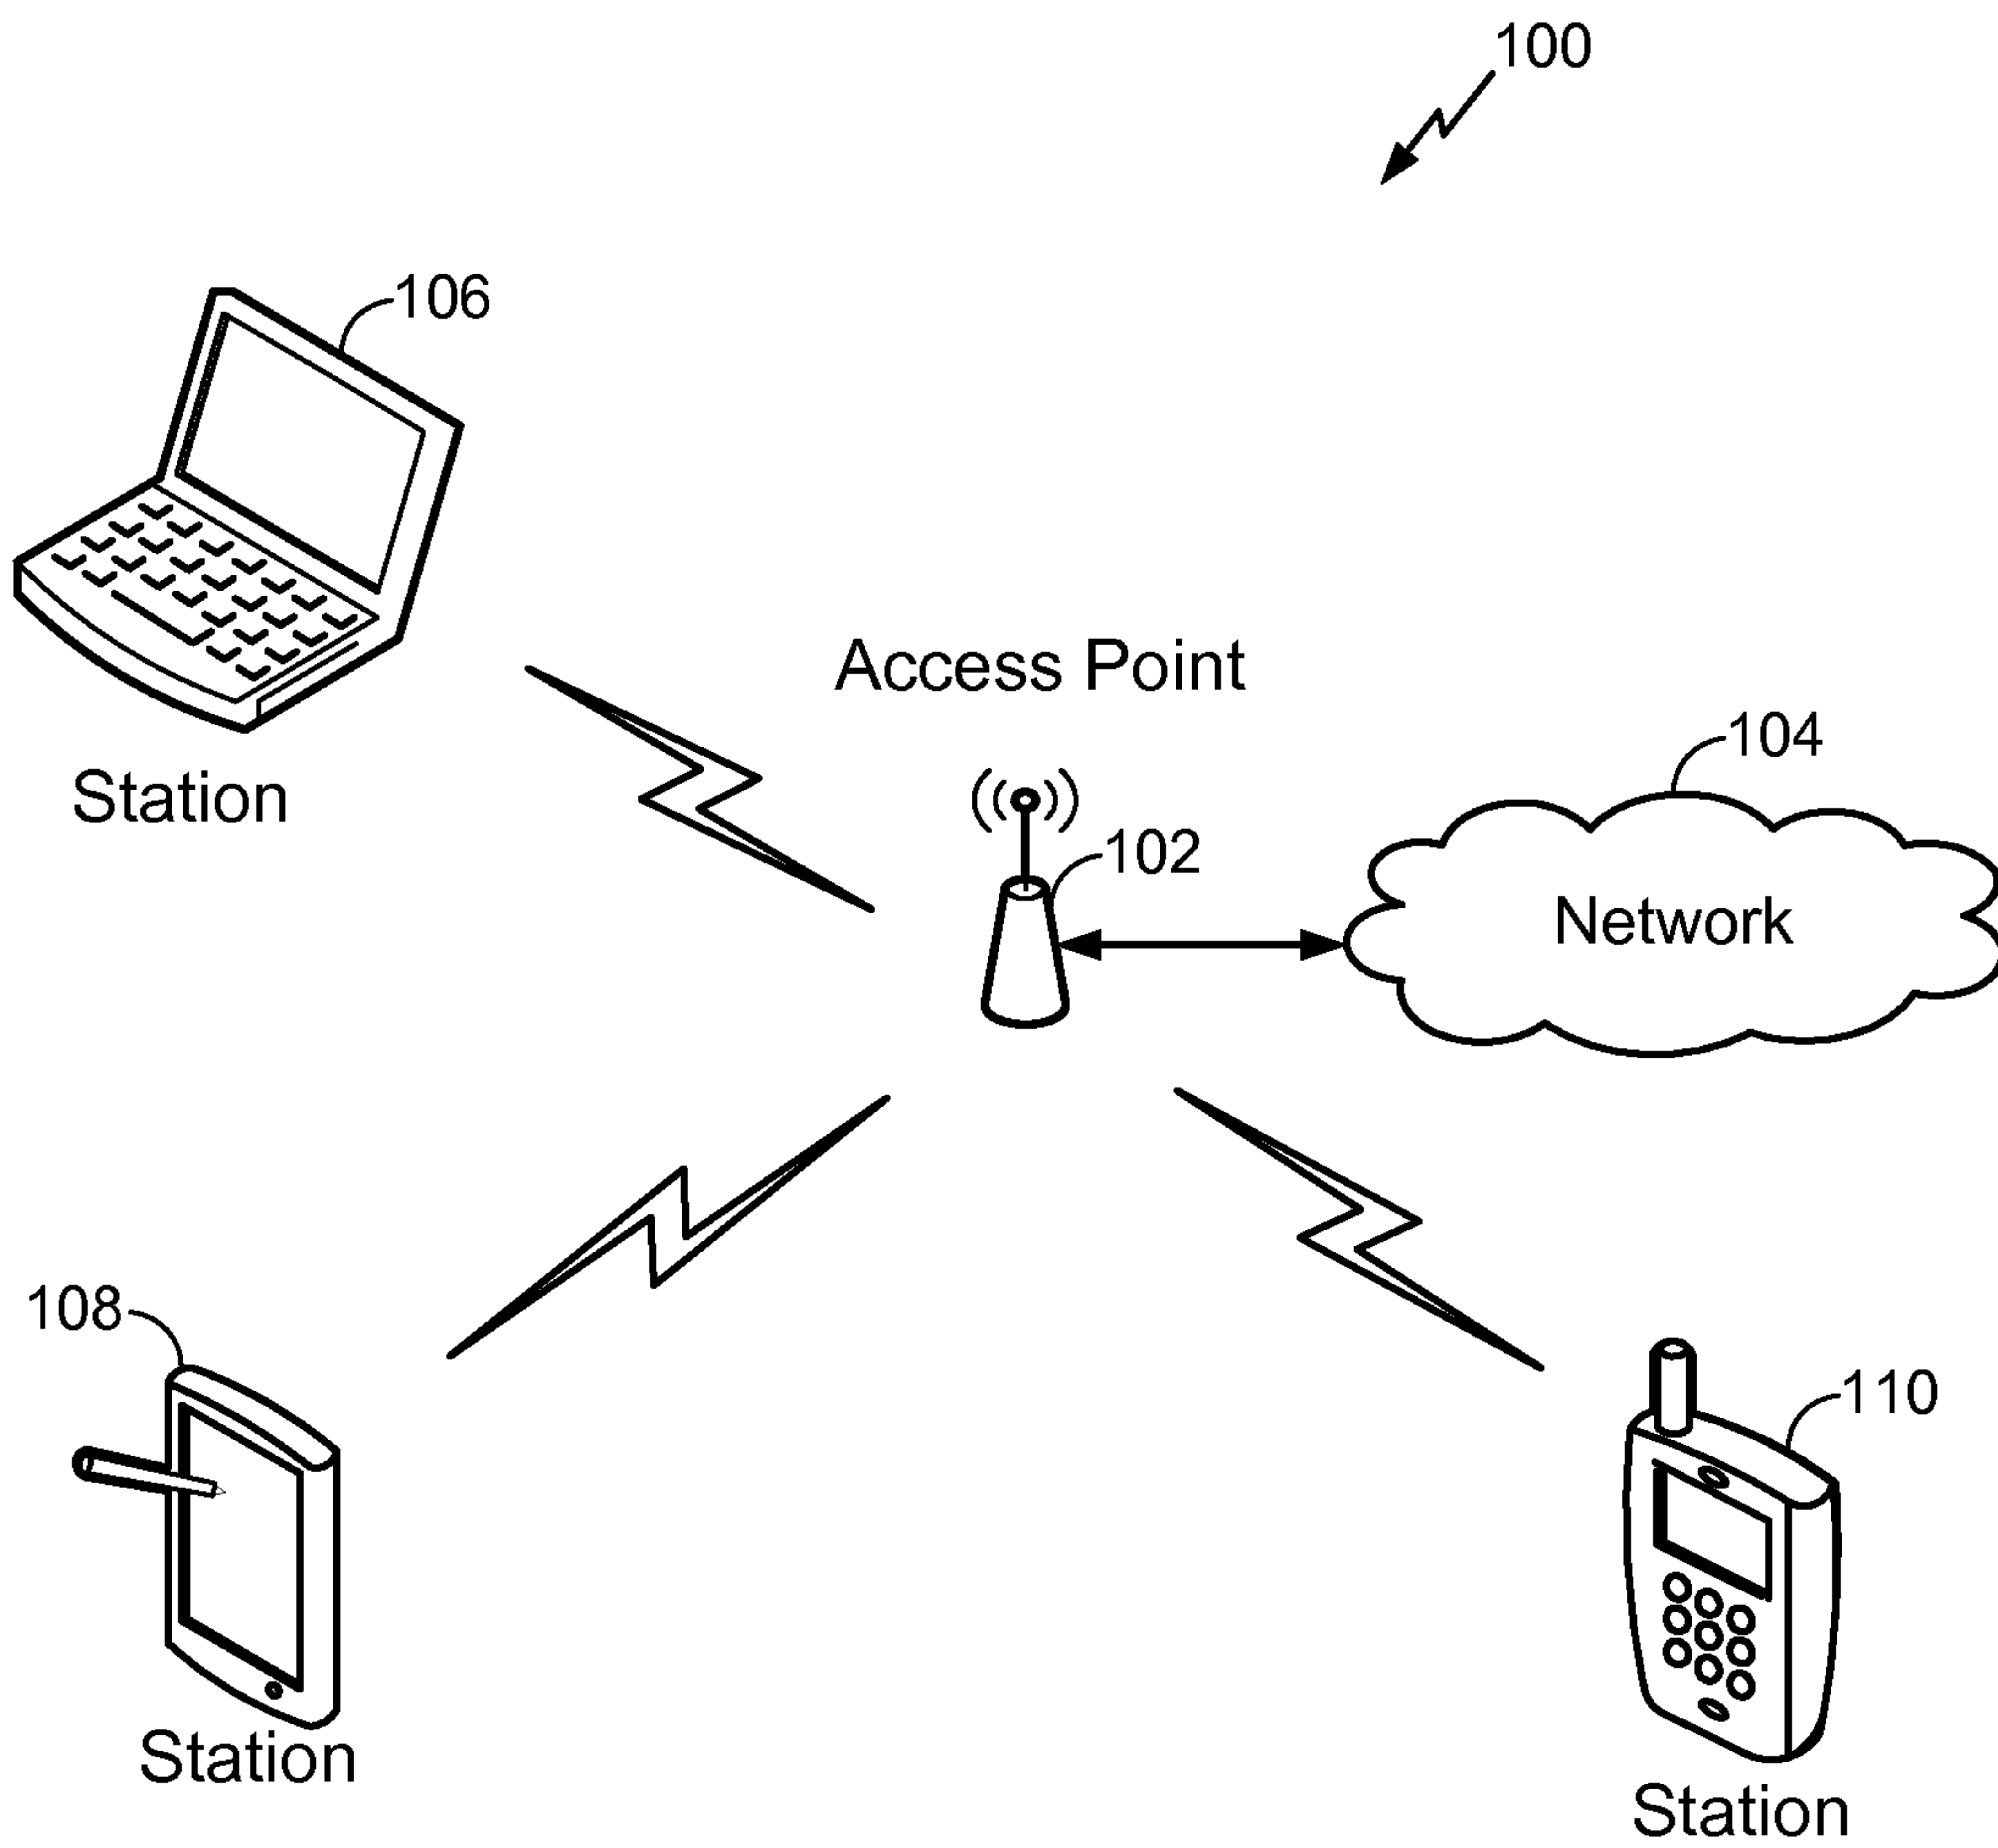 100
106
Access Point
104
Station
102
Network
108
110
Station
Station